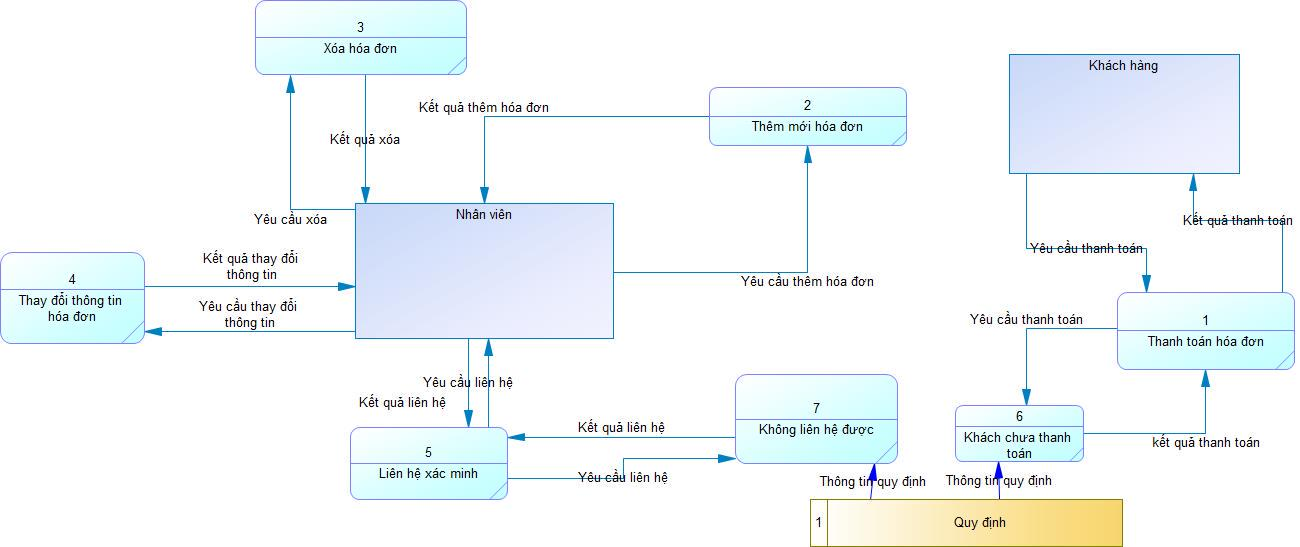 3
Xóa hóa đơn
Khách hàng
2
Thêm mới hóa đơn
Kết quả thêm hóa đơn
Kết quả xóa
Nhân viên
Yêu cầu xóa
Kết quả thanh toán
Yêu cầu thanh toán
4
Thay đổi thông tin
hóa đơn
Kết quả thay đổi
thông tin
Yêu cầu thay đổi
thông tin
Yêu cầu thêm hóa đơn
1
Thanh toán hóa đơn
Yêu cầu thanh toán
Yêu cầu liên hệ
Kết quả liên hệ
7
Không liên hệ được
6
Khách chưa thanh
toán
kết quả thanh toán
Kết quả liên hệ
5
Liên hệ xác minh
Yêu cầu liên hệ
Thông tin quy định
Thông tin quy định
1
Quy định